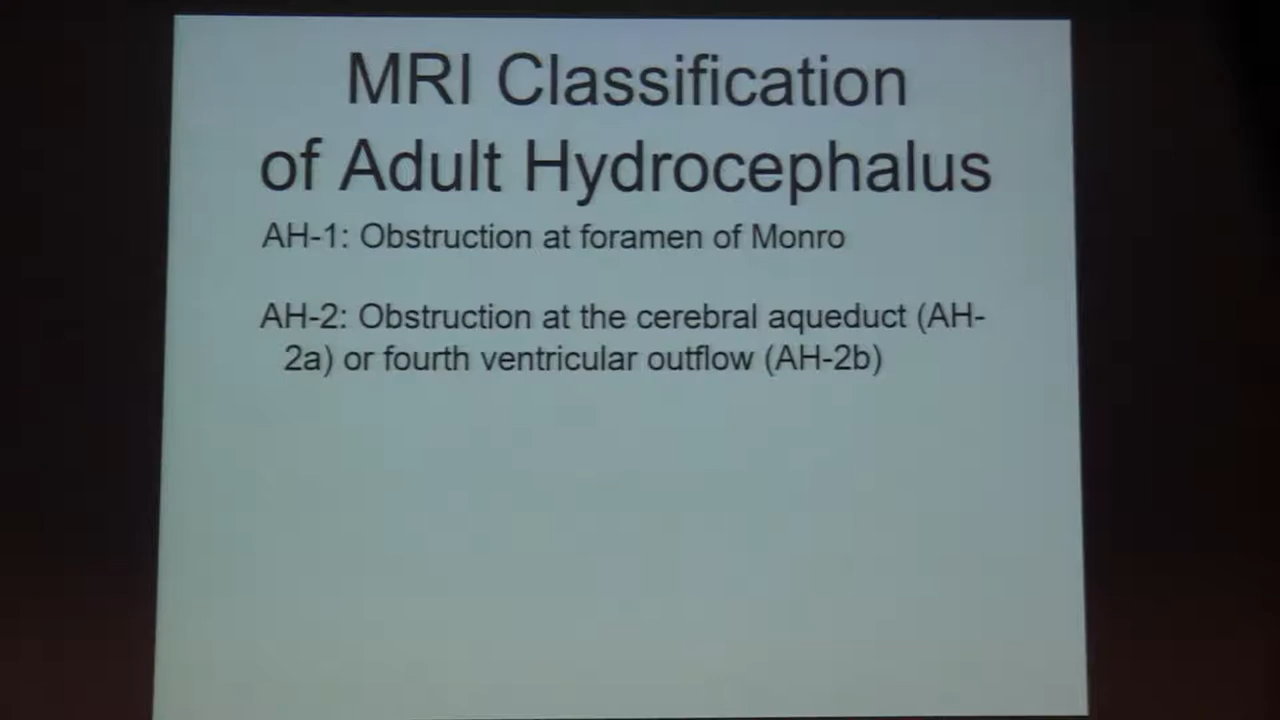 MRI Classification
of Adult Hydrocephalus
AH-1: Obstruction at foramen of Monro
AH-2: Obstruction at the cerebral aqueduct (AH-
2a) or fourth ventricular outflow (AH-2b)